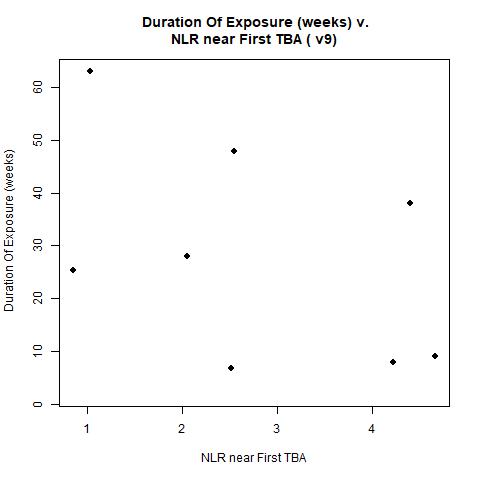 Duration Of Exposure (weeks) v.
NLR near First TBA ( v9)
Duration Of Exposure (weeks)
60
50
40
30
20
10
0
1 2 3 4
NLR near First TBA